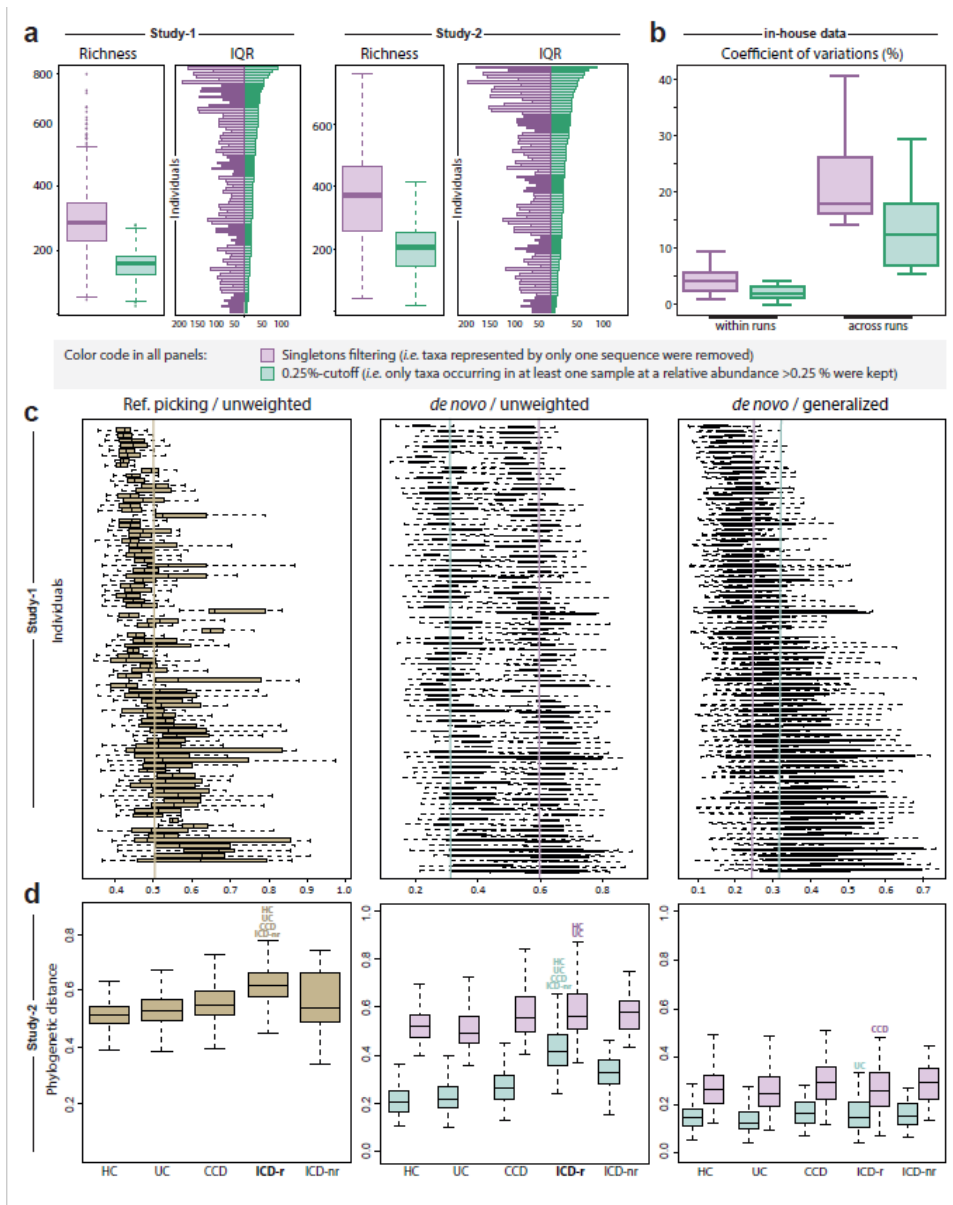 a
Study-1
Study-2
b
in-house data
Richness
IQR
Richness
IQR
Coefficient of variations (%)
800
600
400
200
Individuals
200 150 100 50 50 100
600
400
200
Individuals
200 150 100 50 50 100
40
30
20
10
0
within runs
across runs
Color code in all panels:
Singletons filtering (i.e. taxa represented by only one sequence were removed)
0.25%-cutoff (i.e. only taxa occurring in at least one sample at a relative abundance >0.25 % were kept)
c
Ref. picking / unweighted
de novo / unweighted
de novo / generalized
Study-1
Individuals
0.4 0.5 0.6 0.7 0.8 0.9 1.0
0.2 0.4 0.6 0.8
0.1 0.2 0.3 0.4 0.5 0.6 0.7
d
Study-2
Phylogenetic distance
0.8
0.6
0.4
0.2
HC
UC
CCD
ICD-nr
HC UC CCD ICD-r ICD-nr
1.0
0.8
0.6
0.4
0.2
0.0
HC
UC
CCD
ICD-nr
HC
UC
HC UC CCD ICD-r ICD-nr
1.0
0.8
0.6
0.4
0.2
0.0
UC
CCD
HC UC CCD ICD-r ICD-nr